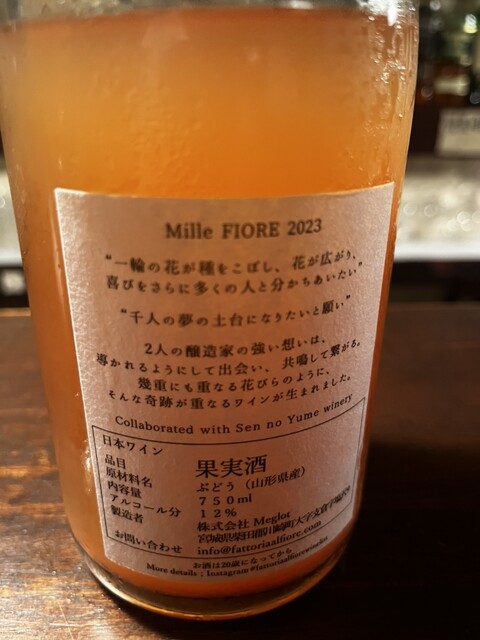 Mille FIORE 2023
“一輪の花が種をこぼし、花が広がり、
喜びをさらに多くの人と分かちあいたい”
“千人の夢の土台になりたいと願い”
2人の醸造家の強い想いは、
導かれるようにして出会い、共鳴して繋がる。
幾重にも重なる花びらのように、
そんな奇跡が重なるワインが生まれました。
Collaborated with Sen no Yume winery
日本ワイン
品目 果実酒
原材料名 ぶどう（山形県産）
内容量 750ml
アルコール分 12%
製造者 株式会社 Meglot
宮城県柴田郡川崎町大字支倉字
お問い合わせ info@fattoriaalfiore.com
お酒は20歳になってから
More details ; Instagram #fattoriaalfiorewine